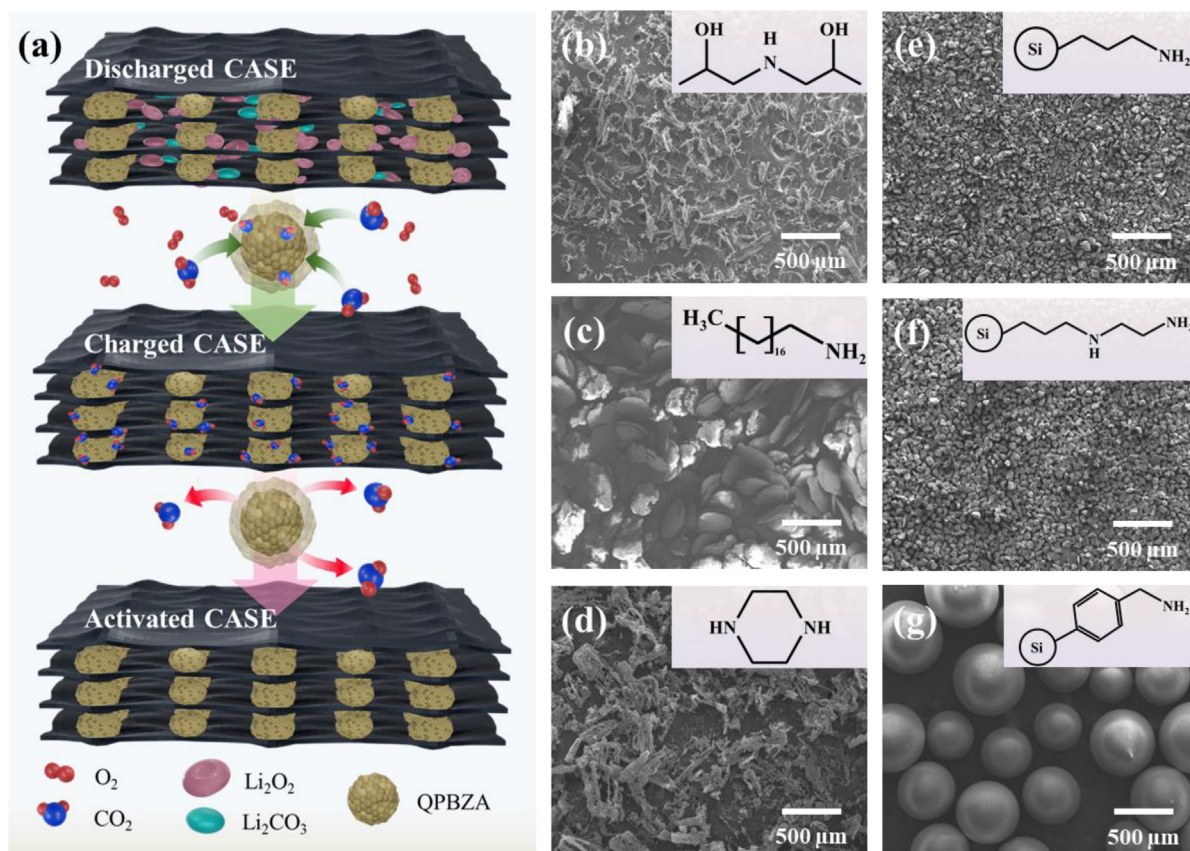 (a)
Discharged CASE
Charged CASE
Activated CASE
O2
CO2
Li2O2
Li2CO3
QPBZA
(b)
OH
H
N
OH
500 μm
(c)
H3C
16
NH2
500 μm
(d)
HN
NH
500 μm
(e)
Si
NH2
500 μm
(f)
Si
N
H
NH2
500 μm
(g)
Si
NH2
500 μm